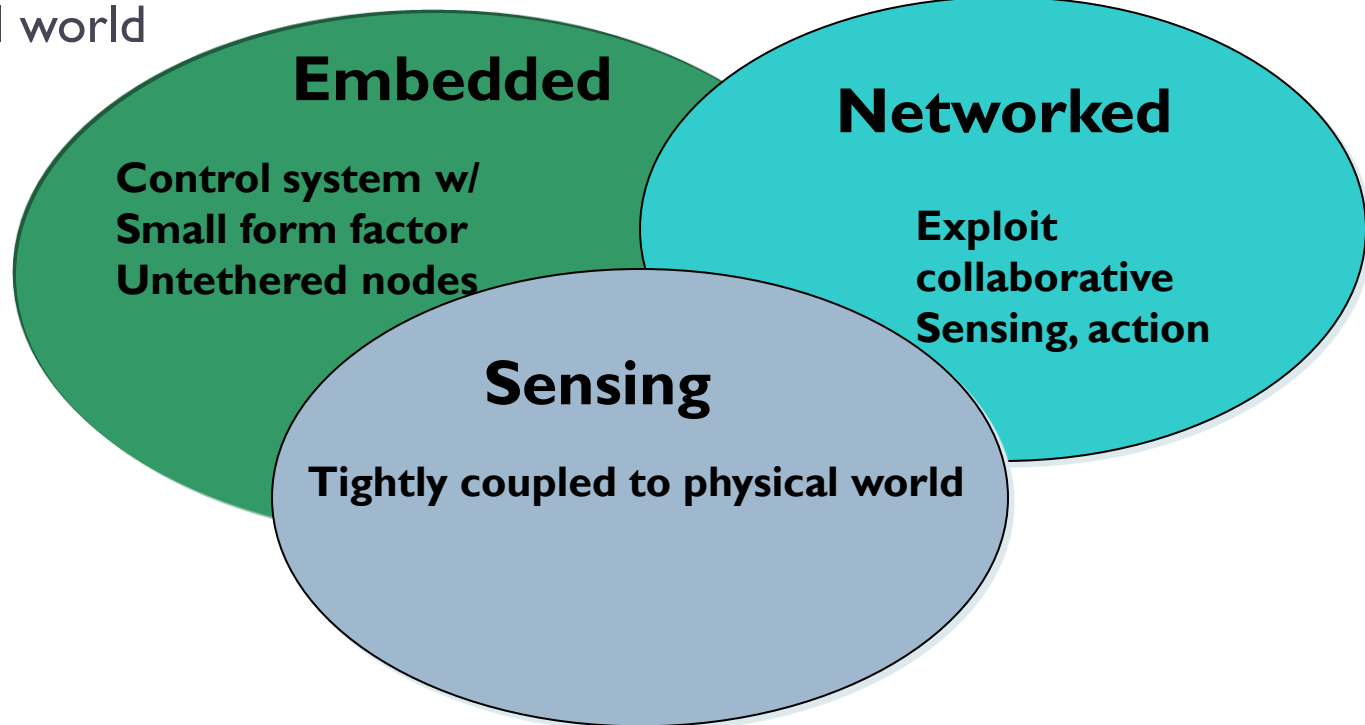 world
Embedded
Control system w/
Small form factor
Untethered nodes
Networked
Exploit
collaborative
Sensing, action
Sensing
Tightly coupled to physical world